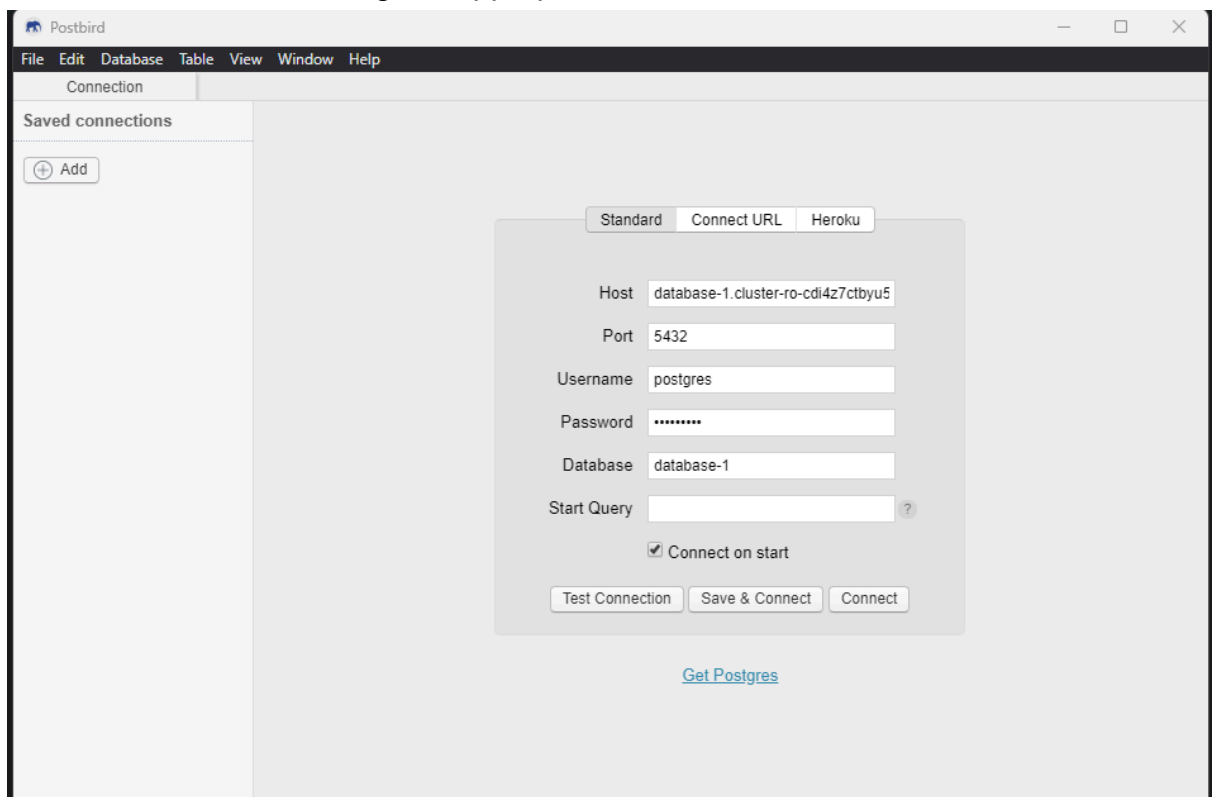 Postbird
File Edit Database Table View Window Help
Connection
Saved connections
Add
Standard Connect URL Heroku
Host database-1.cluster-ro-cdi4z7ctbyu5
Port 5432
Username postgres
Password •••••••••
Database database-1
Start Query ?
Connect on start
Test Connection Save & Connect Connect
Get Postgres